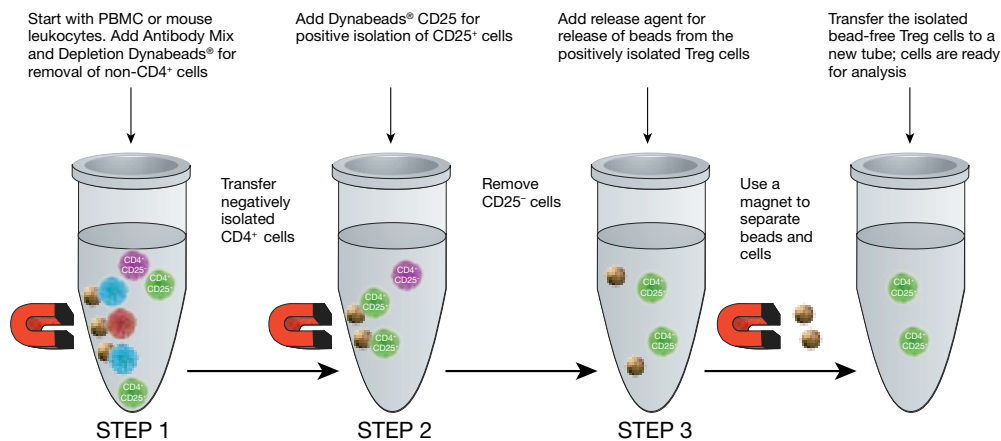 Start with PBMC or mouse
leukocytes. Add Antibody Mix
and Depletion Dynabeads® for
removal of non-CD4⁺ cells
Add Dynabeads® CD25 for
positive isolation of CD25⁺ cells
Add release agent for
release of beads from the
positively isolated Treg cells
Transfer the isolated
bead-free Treg cells to a
new tube; cells are ready
for analysis
Transfer
negatively
isolated
CD4⁺ cells
Remove
CD25⁻ cells
Use a
magnet to
separate
beads and
cells
CD4⁺
CD25⁻
CD4⁺
CD25⁺
CD4⁺
CD25⁺
CD4⁺
CD25⁻
CD4⁺
CD25⁺
CD4⁺
CD25⁺
CD4⁺
CD25⁺
CD4⁺
CD25⁺
CD4⁺
CD25⁺
CD4⁺
CD25⁺
STEP 1
STEP 2
STEP 3